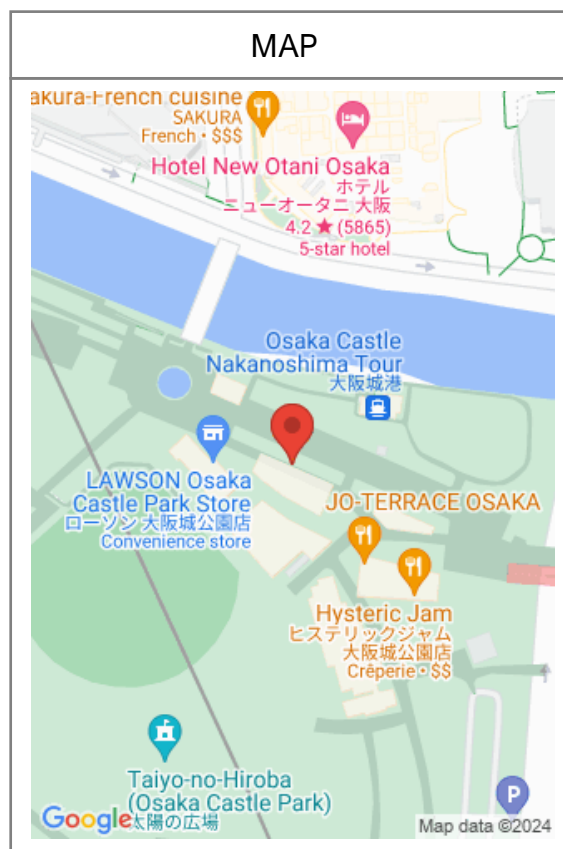 MAP
akura-French cuisine
SAKURA
French • $$$
Hotel New Otani Osaka
ホテル
ニューオータニ 大阪
4.2 ★ (5865)
5-star hotel
Osaka Castle
Nakanoshima Tour
大阪城港
LAWSON Osaka
Castle Park Store
ローソン 大阪城公園店
Convenience store
JO-TERRACE OSAKA
Hysteric Jam
ヒステリックジャム
大阪城公園店
Crêperie • $$
Taiyo-no-Hiroba
(Osaka Castle Park)
太陽の広場
P
Google
Map data ©2024